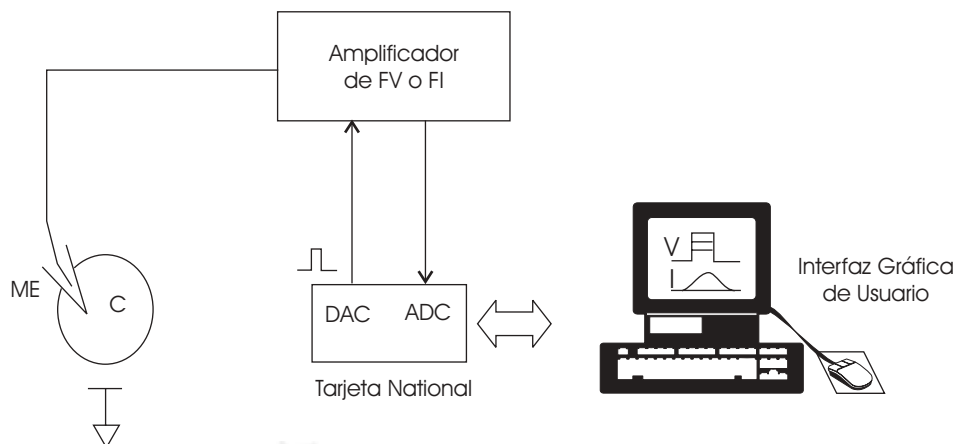 Amplificador
de FV o FI
ME
C
DAC
ADC
Tarjeta National
V
I
Interfaz Gráfica
de Usuario